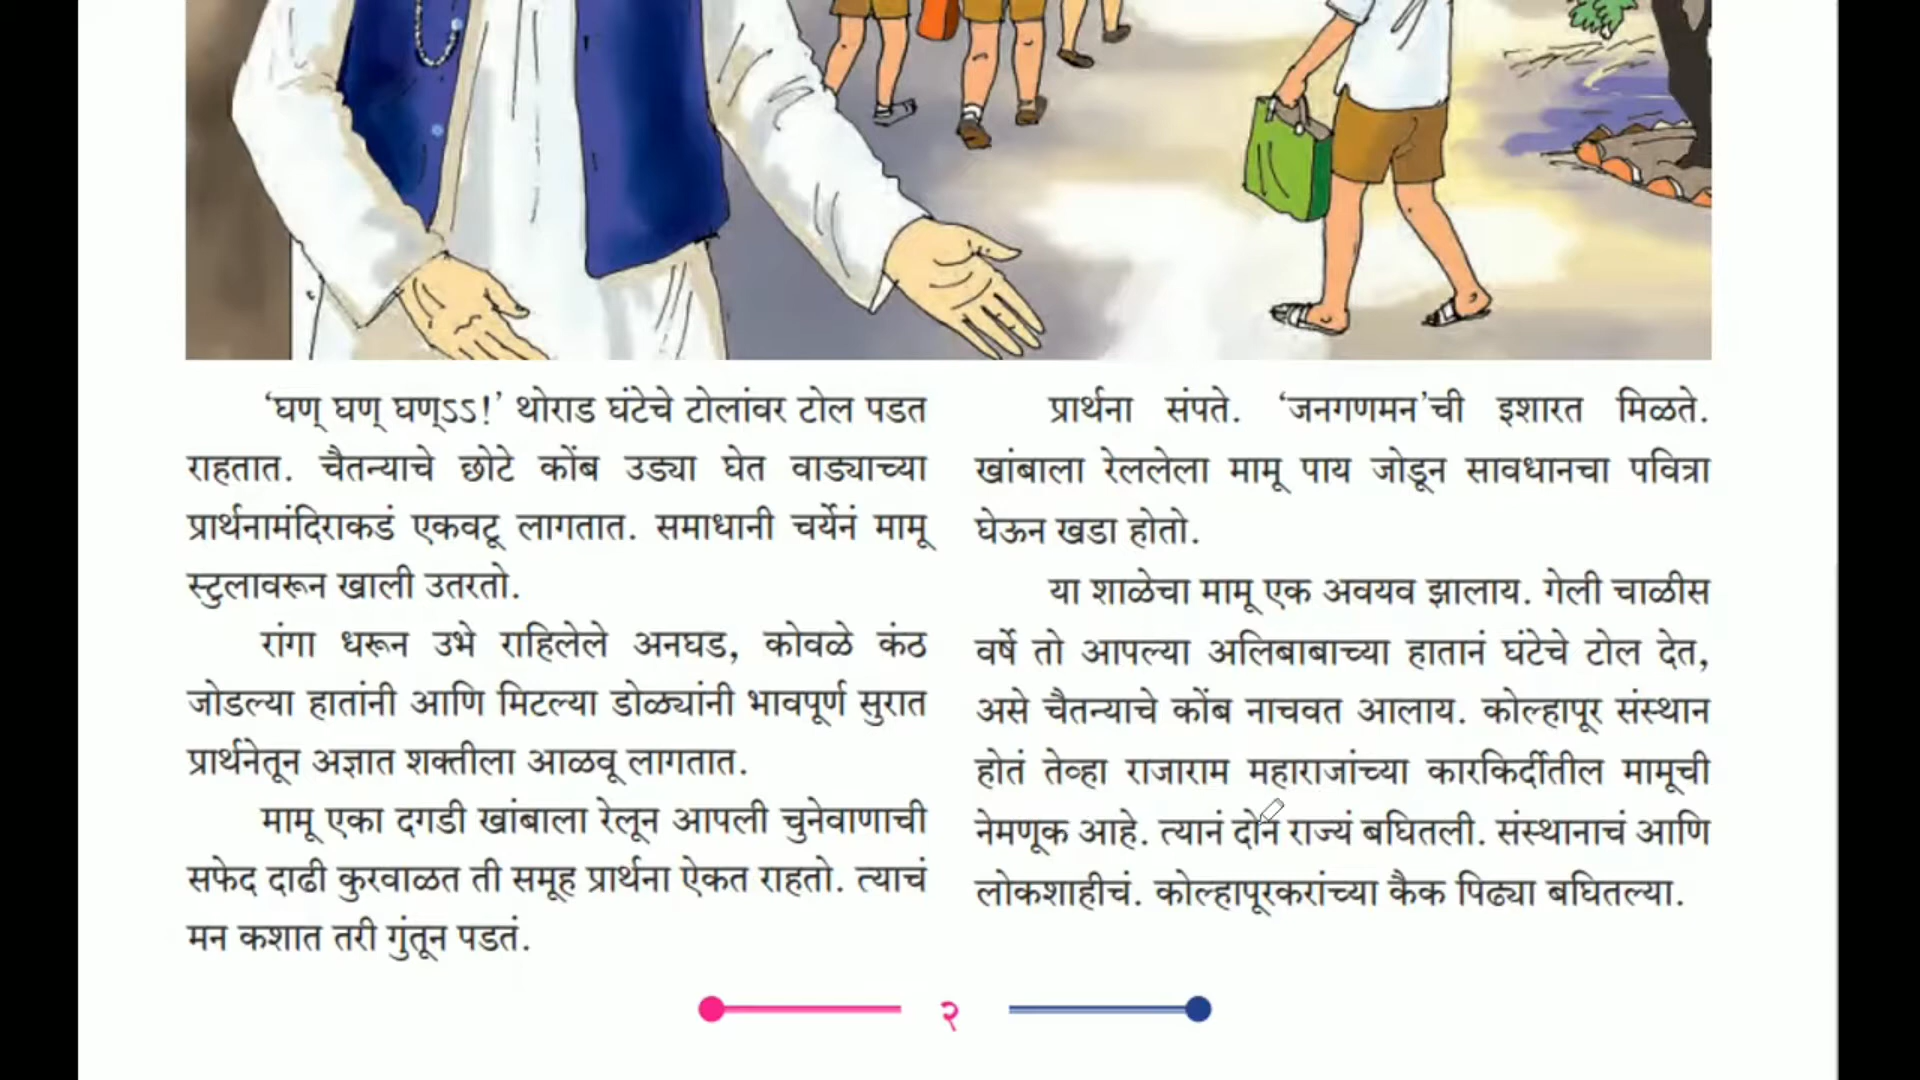 ‘घण् घण् घण्ऽऽ!’ थोराड घंटेचे टोलांवर टोल पडत
राहतात. चैतन्याचे छोटे कोंब उड्या घेत वाड्याच्या
प्रार्थनामंदिराकडं एकवटू लागतात. समाधानी चर्येनं मामू
स्टुलावरून खाली उतरतो.
रांगा धरून उभे राहिलेले अनघड, कोवळे कंठ
जोडल्या हातांनी आणि मिटल्या डोळ्यांनी भावपूर्ण सुरात
प्रार्थनेतून अज्ञात शक्तीला आळवू लागतात.
मामू एका दगडी खांबाला रेलून आपली चुनेवाणाची
सफेद दाढी कुरवाळत ती समूह प्रार्थना ऐकत राहतो. त्याचं
मन कशात तरी गुंतून पडतं.
प्रार्थना संपते. ‘जनगणमन’ची इशारत मिळते.
खांबाला रेललेला मामू पाय जोडून सावधानचा पवित्रा
घेऊन खडा होतो.
या शाळेचा मामू एक अवयव झालाय. गेली चाळीस
वर्षे तो आपल्या अलिबाबाच्या हातानं घंटेचे टोल देत,
असे चैतन्याचे कोंब नाचवत आलाय. कोल्हापूर संस्थान
होतं तेव्हा राजाराम महाराजांच्या कारकिर्दीतील मामूची
नेमणूक आहे. त्यानं दोन राज्यं बघितली. संस्थानाचं आणि
लोकशाहीचं. कोल्हापूरकरांच्या कैक पिढ्या बघितल्या.
२